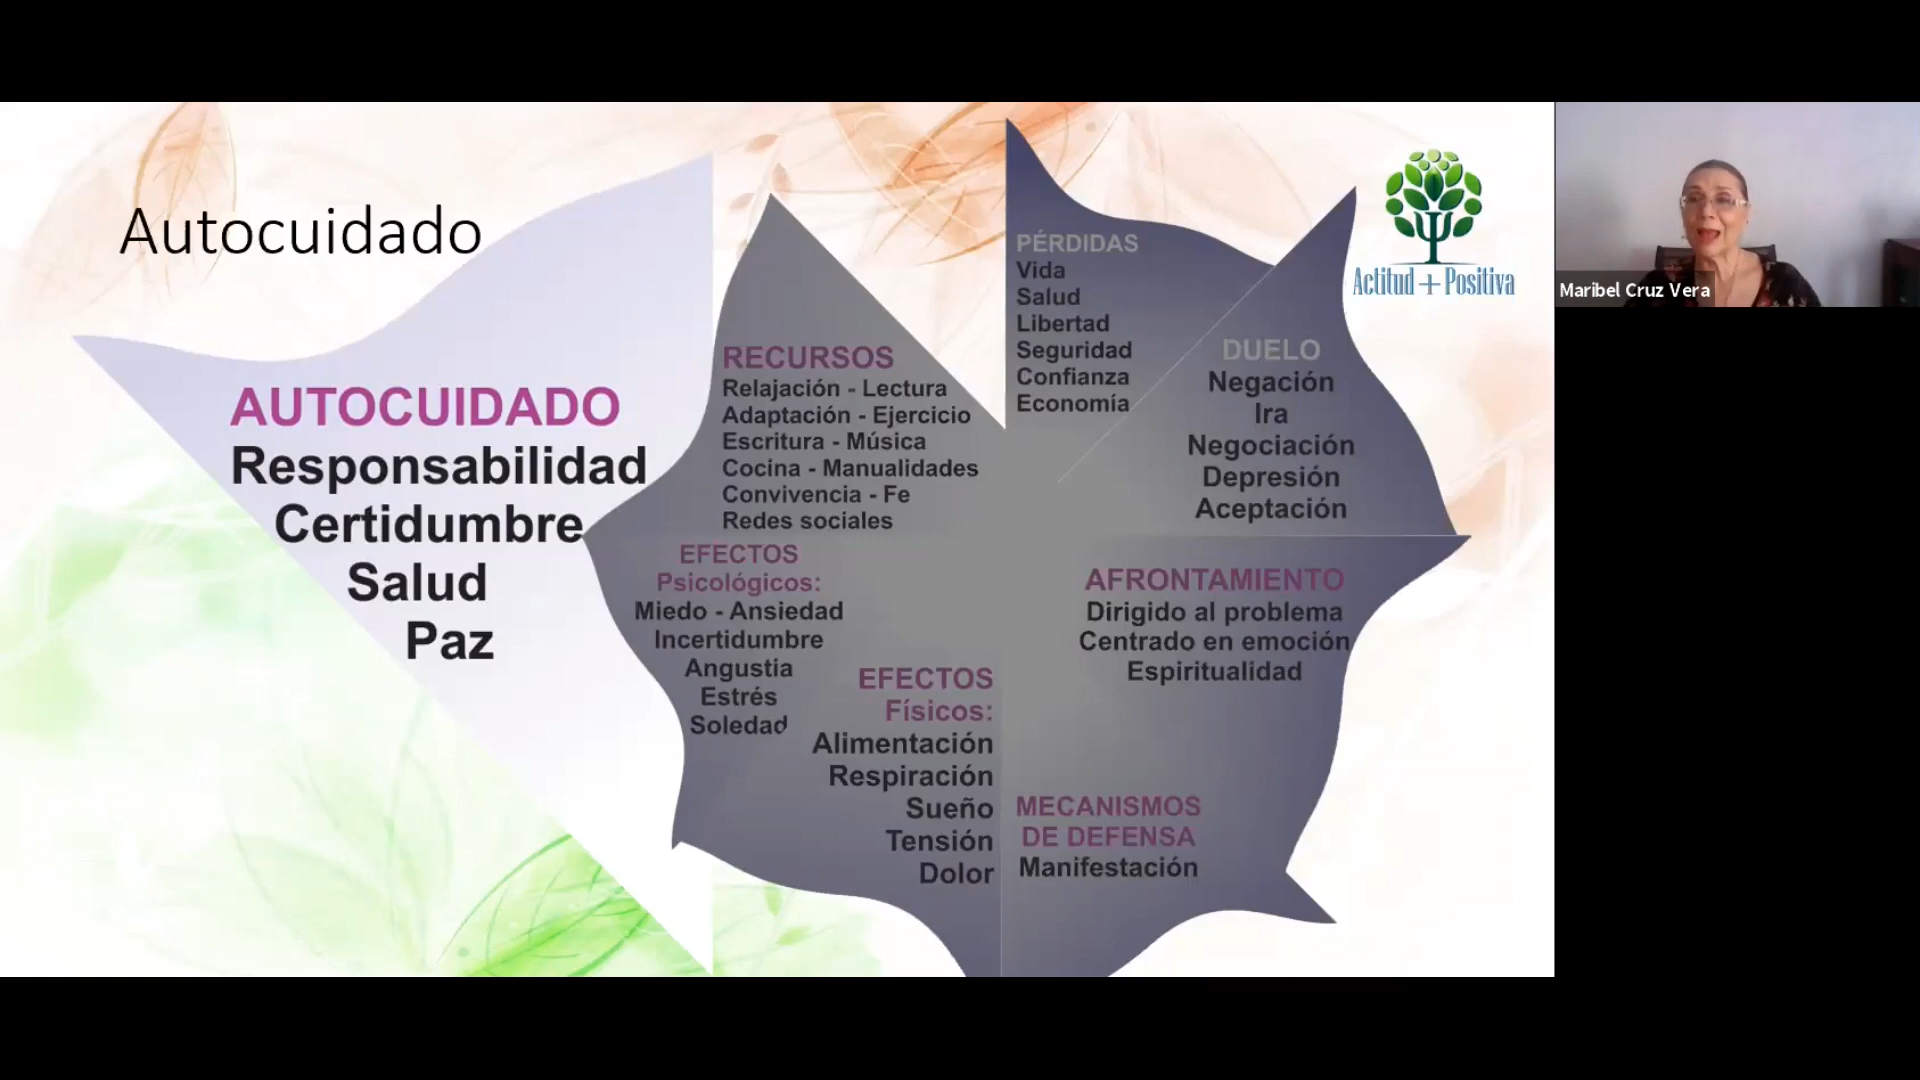 Autocuidado
AUTOCUIDADO
Responsabilidad
Certidumbre
Salud
Paz
RECURSOS
Relajación - Lectura
Adaptación - Ejercicio
Escritura - Música
Cocina - Manualidades
Convivencia - Fe
Redes sociales
PÉRDIDAS
Vida
Salud
Libertad
Seguridad
Confianza
Economía
DUELO
Negación
Ira
Negociación
Depresión
Aceptación
EFECTOS
Psicológicos:
Miedo - Ansiedad
Incertidumbre
Angustia
Estrés
Soledad
EFECTOS
Físicos:
Alimentación
Respiración
Sueño
Tensión
Dolor
AFRONTAMIENTO
Dirigido al problema
Centrado en emoción
Espiritualidad
MECANISMOS
DE DEFENSA
Manifestación
Actitud + Positiva
Maribel Cruz Vera